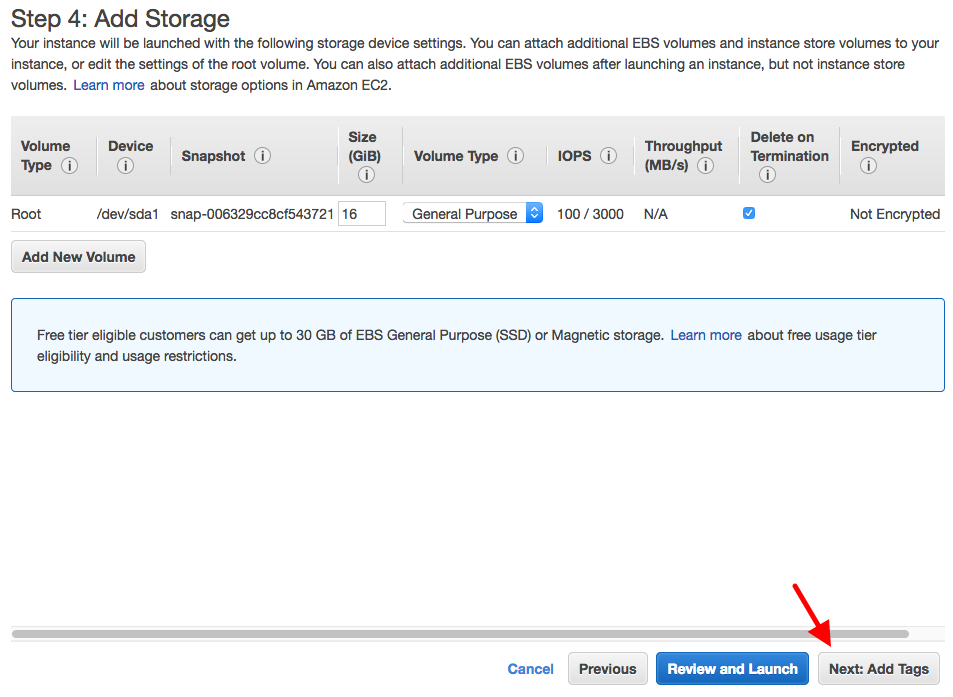 Step 4: Add Storage
Your instance will be launched with the following storage device settings. You can attach additional EBS volumes and instance store volumes to your
instance, or edit the settings of the root volume. You can also attach additional EBS volumes after launching an instance, but not instance store
volumes. Learn more about storage options in Amazon EC2.
Volume Type i Device i Snapshot i Size (GiB) i Volume Type i IOPS i Throughput (MB/s) i Delete on Termination i Encrypted i
Root /dev/sda1 snap-006329cc8cf543721 16 General Purpose 100 / 3000 N/A Not Encrypted
Add New Volume
Free tier eligible customers can get up to 30 GB of EBS General Purpose (SSD) or Magnetic storage. Learn more about free usage tier
eligibility and usage restrictions.
Cancel Previous Review and Launch Next: Add Tags